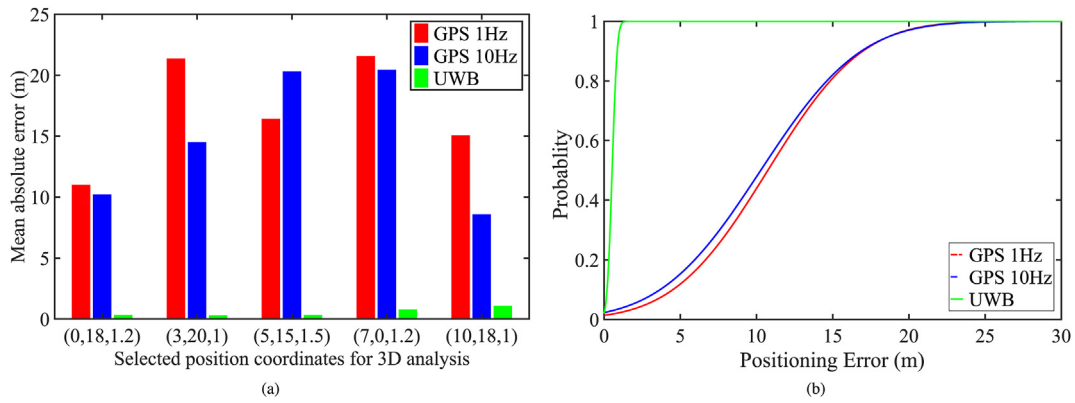 25
20
15
10
5
0
Mean absolute error (m)
GPS 1Hz
GPS 10Hz
UWB
(0,18,1.2) (3,20,1) (5,15,1.5) (7,0,1.2) (10,18,1)
Selected position coordinates for 3D analysis
(a)
1
0.8
0.6
0.4
0.2
0
Probablity
GPS 1Hz
GPS 10Hz
UWB
0 5 10 15 20 25 30
Positioning Error (m)
(b)